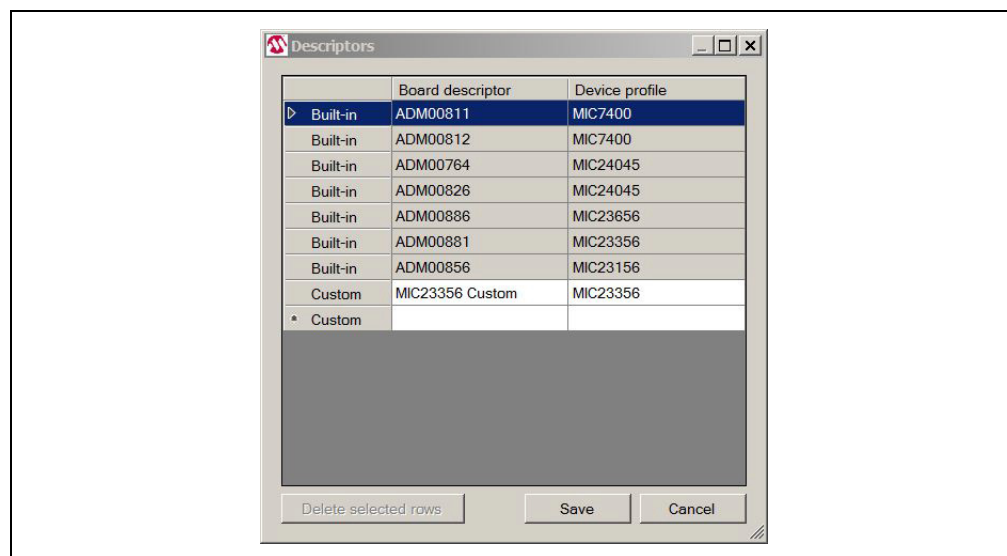 Descriptors
Board descriptor Device profile
Built-in ADM00811 MIC7400
Built-in ADM00812 MIC7400
Built-in ADM00764 MIC24045
Built-in ADM00826 MIC24045
Built-in ADM00886 MIC23656
Built-in ADM00881 MIC23356
Built-in ADM00856 MIC23156
Custom MIC23356 Custom MIC23356
* Custom
Delete selected rows Save Cancel